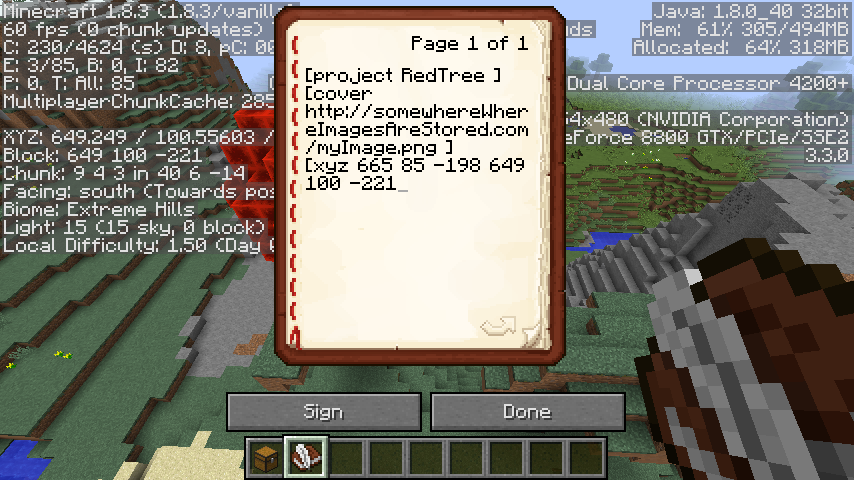 Minecraft 1.8.3 (1.8.3/vanill
60 fps (0 chunk updates)
C: 230/4624 (s) D: 8, pC: 00
E: 3/85, B: 0, I: 82
P: 0, T: All: 85
MultiplayerChunkCache: 285
XYZ: 649.249 / 100.55603 /
Block: 649 100 -221
Chunk: 9 4 3 in 40 6 -14
Facing: south (Towards pos
Biome: Extreme Hills
Light: 15 (15 sky, 0 block)
Local Difficulty: 1.50 (Day
Page 1 of 1
[project RedTree ]
[cover
http://somewhereWher
eImagesAreStored.com
/myImage.png ]
[xyz 665 85 -198 649
100 -221_
Java: 1.8.0_40 32bit
Mem: 61% 305/494MB
Allocated: 64% 318MB
Dual Core Processor 4200+
4x480 (NVIDIA Corporation)
eForce 8800 GTX/PCIe/SSE2
3.3.0
Sign
Done